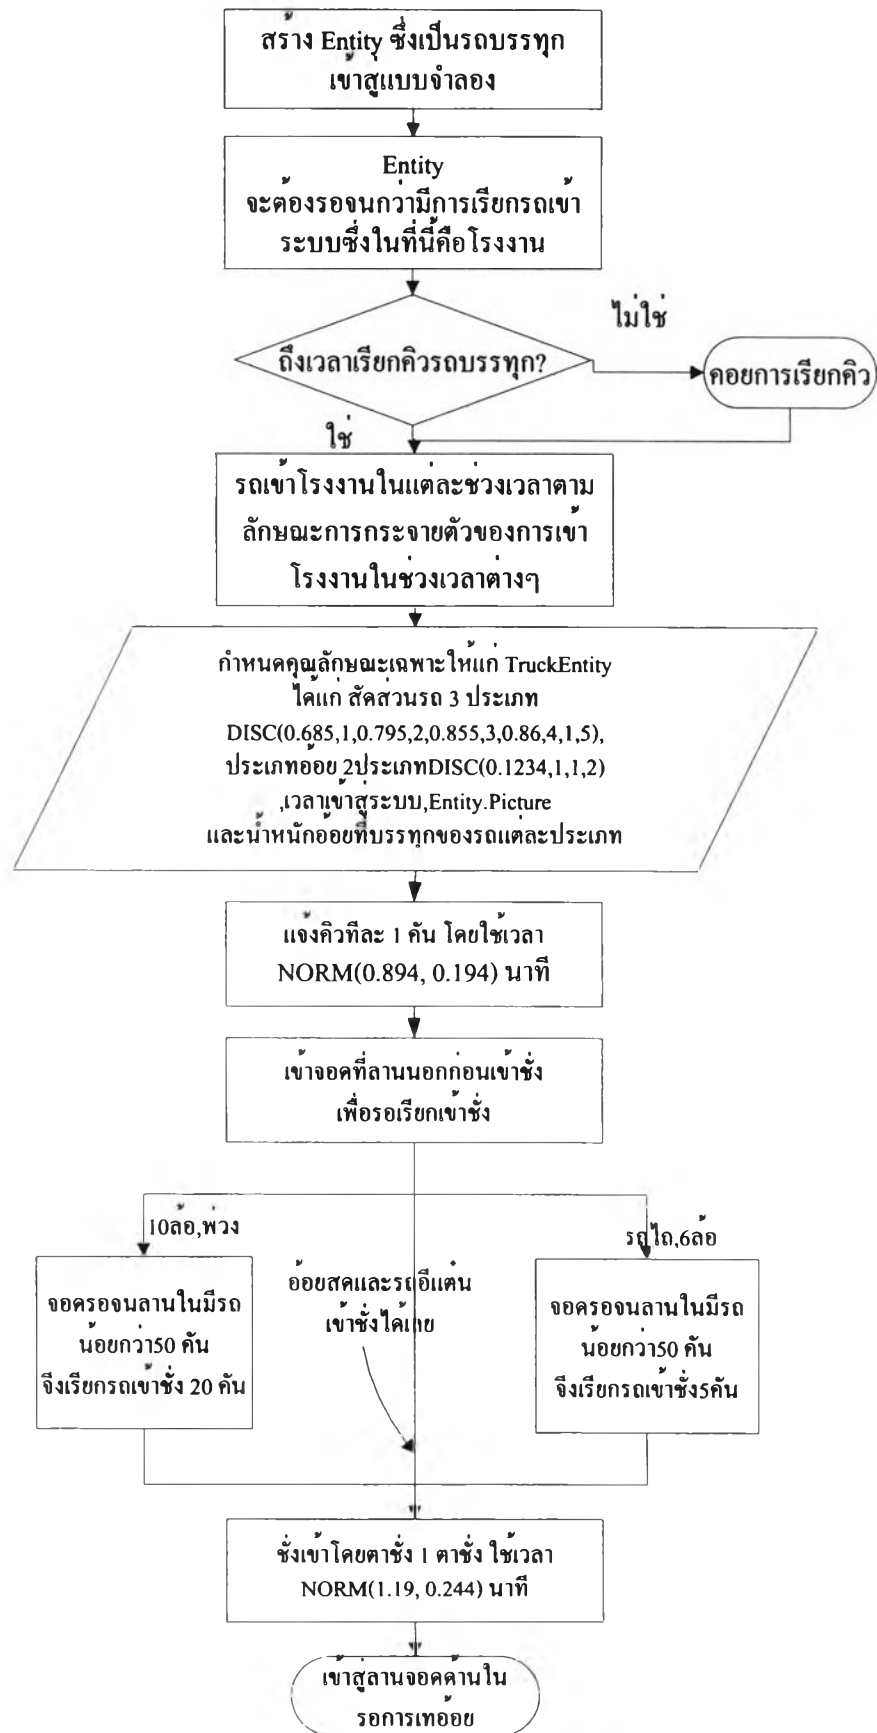 สร้าง Entity ซึ่งเป็นรถบรรทุก
เข้าสู่แบบจำลอง
Entity
จะต้องรอจนกว่ามีการเรียกรถเข้า
ระบบซึ่งในที่นี้คือโรงงาน
ไม่ใช่
ถึงเวลาเรียกคิวรถบรรทุก?
คอยการเรียกคิว
ใช่
รถเข้าโรงงานในแต่ละช่วงเวลาตาม
ลักษณะการกระจายตัวของการเข้า
โรงงานในช่วงเวลาต่างๆ
กำหนดคุณลักษณะเฉพาะให้แก่ TruckEntity
ได้แก่ สัดส่วนรถ 3 ประเภท
DISC(0.685,1,0.795,2,0.855,3,0.86,4,1,5),
ประเภทอ้อย 2ประเภทDISC(0.1234,1,1,2)
,เวลาเข้าสู่ระบบ,Entity.Picture
และน้ำหนักอ้อยที่บรรทุกของรถแต่ละประเภท
แจ้งคิวทีละ 1 คัน โดยใช้เวลา
NORM(0.894, 0.194) นาที
เข้าจอดที่ลานนอกก่อนเข้าชั่ง
เพื่อรอเรียกเข้าชั่ง
10ล้อ,พ่วง
รถไถ,6ล้อ
อ้อยสดและรถอีแต๋น
เข้าชั่งได้เลย
จอดรอจนลานในมีรถ
น้อยกว่า50 คัน
จึงเรียกรถเข้าชั่ง 20 คัน
จอดรอจนลานในมีรถ
น้อยกว่า50 คัน
จึงเรียกรถเข้าชั่ง5คัน
ชั่งเข้าโดยตาชั่ง 1 ตาชั่ง ใช้เวลา
NORM(1.19, 0.244) นาที
เข้าสู่ลานจอดด้านใน
รอการเทอ้อย